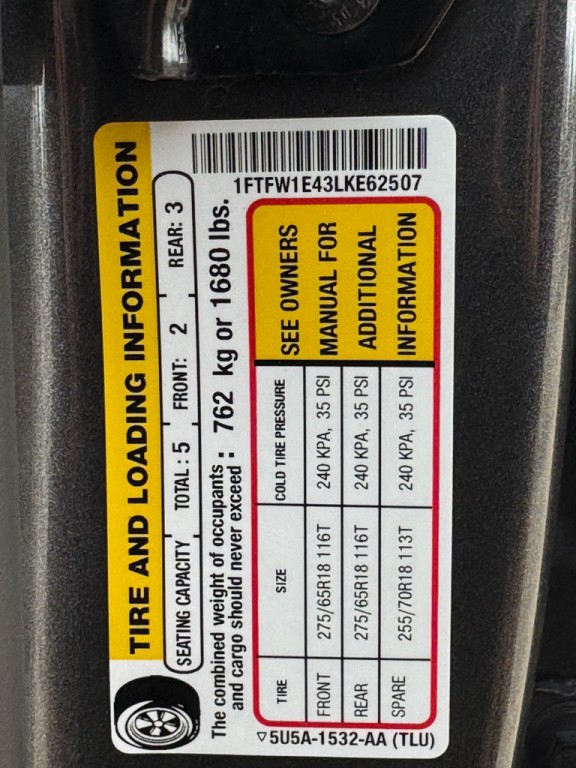 TIRE AND LOADING INFORMATION
SEATING CAPACITY TOTAL : 5 FRONT: 2 REAR: 3
The combined weight of occupants
and cargo should never exceed : 762 kg or 1680 lbs.
1FTFW1E43LKE62507
TIRE SIZE COLD TIRE PRESSURE SEE OWNERS
FRONT 275/65R18 116T 240 KPA, 35 PSI MANUAL FOR
REAR 275/65R18 116T 240 KPA, 35 PSI ADDITIONAL
SPARE 255/70R18 113T 240 KPA, 35 PSI INFORMATION
▽5U5A-1532-AA (TLU)